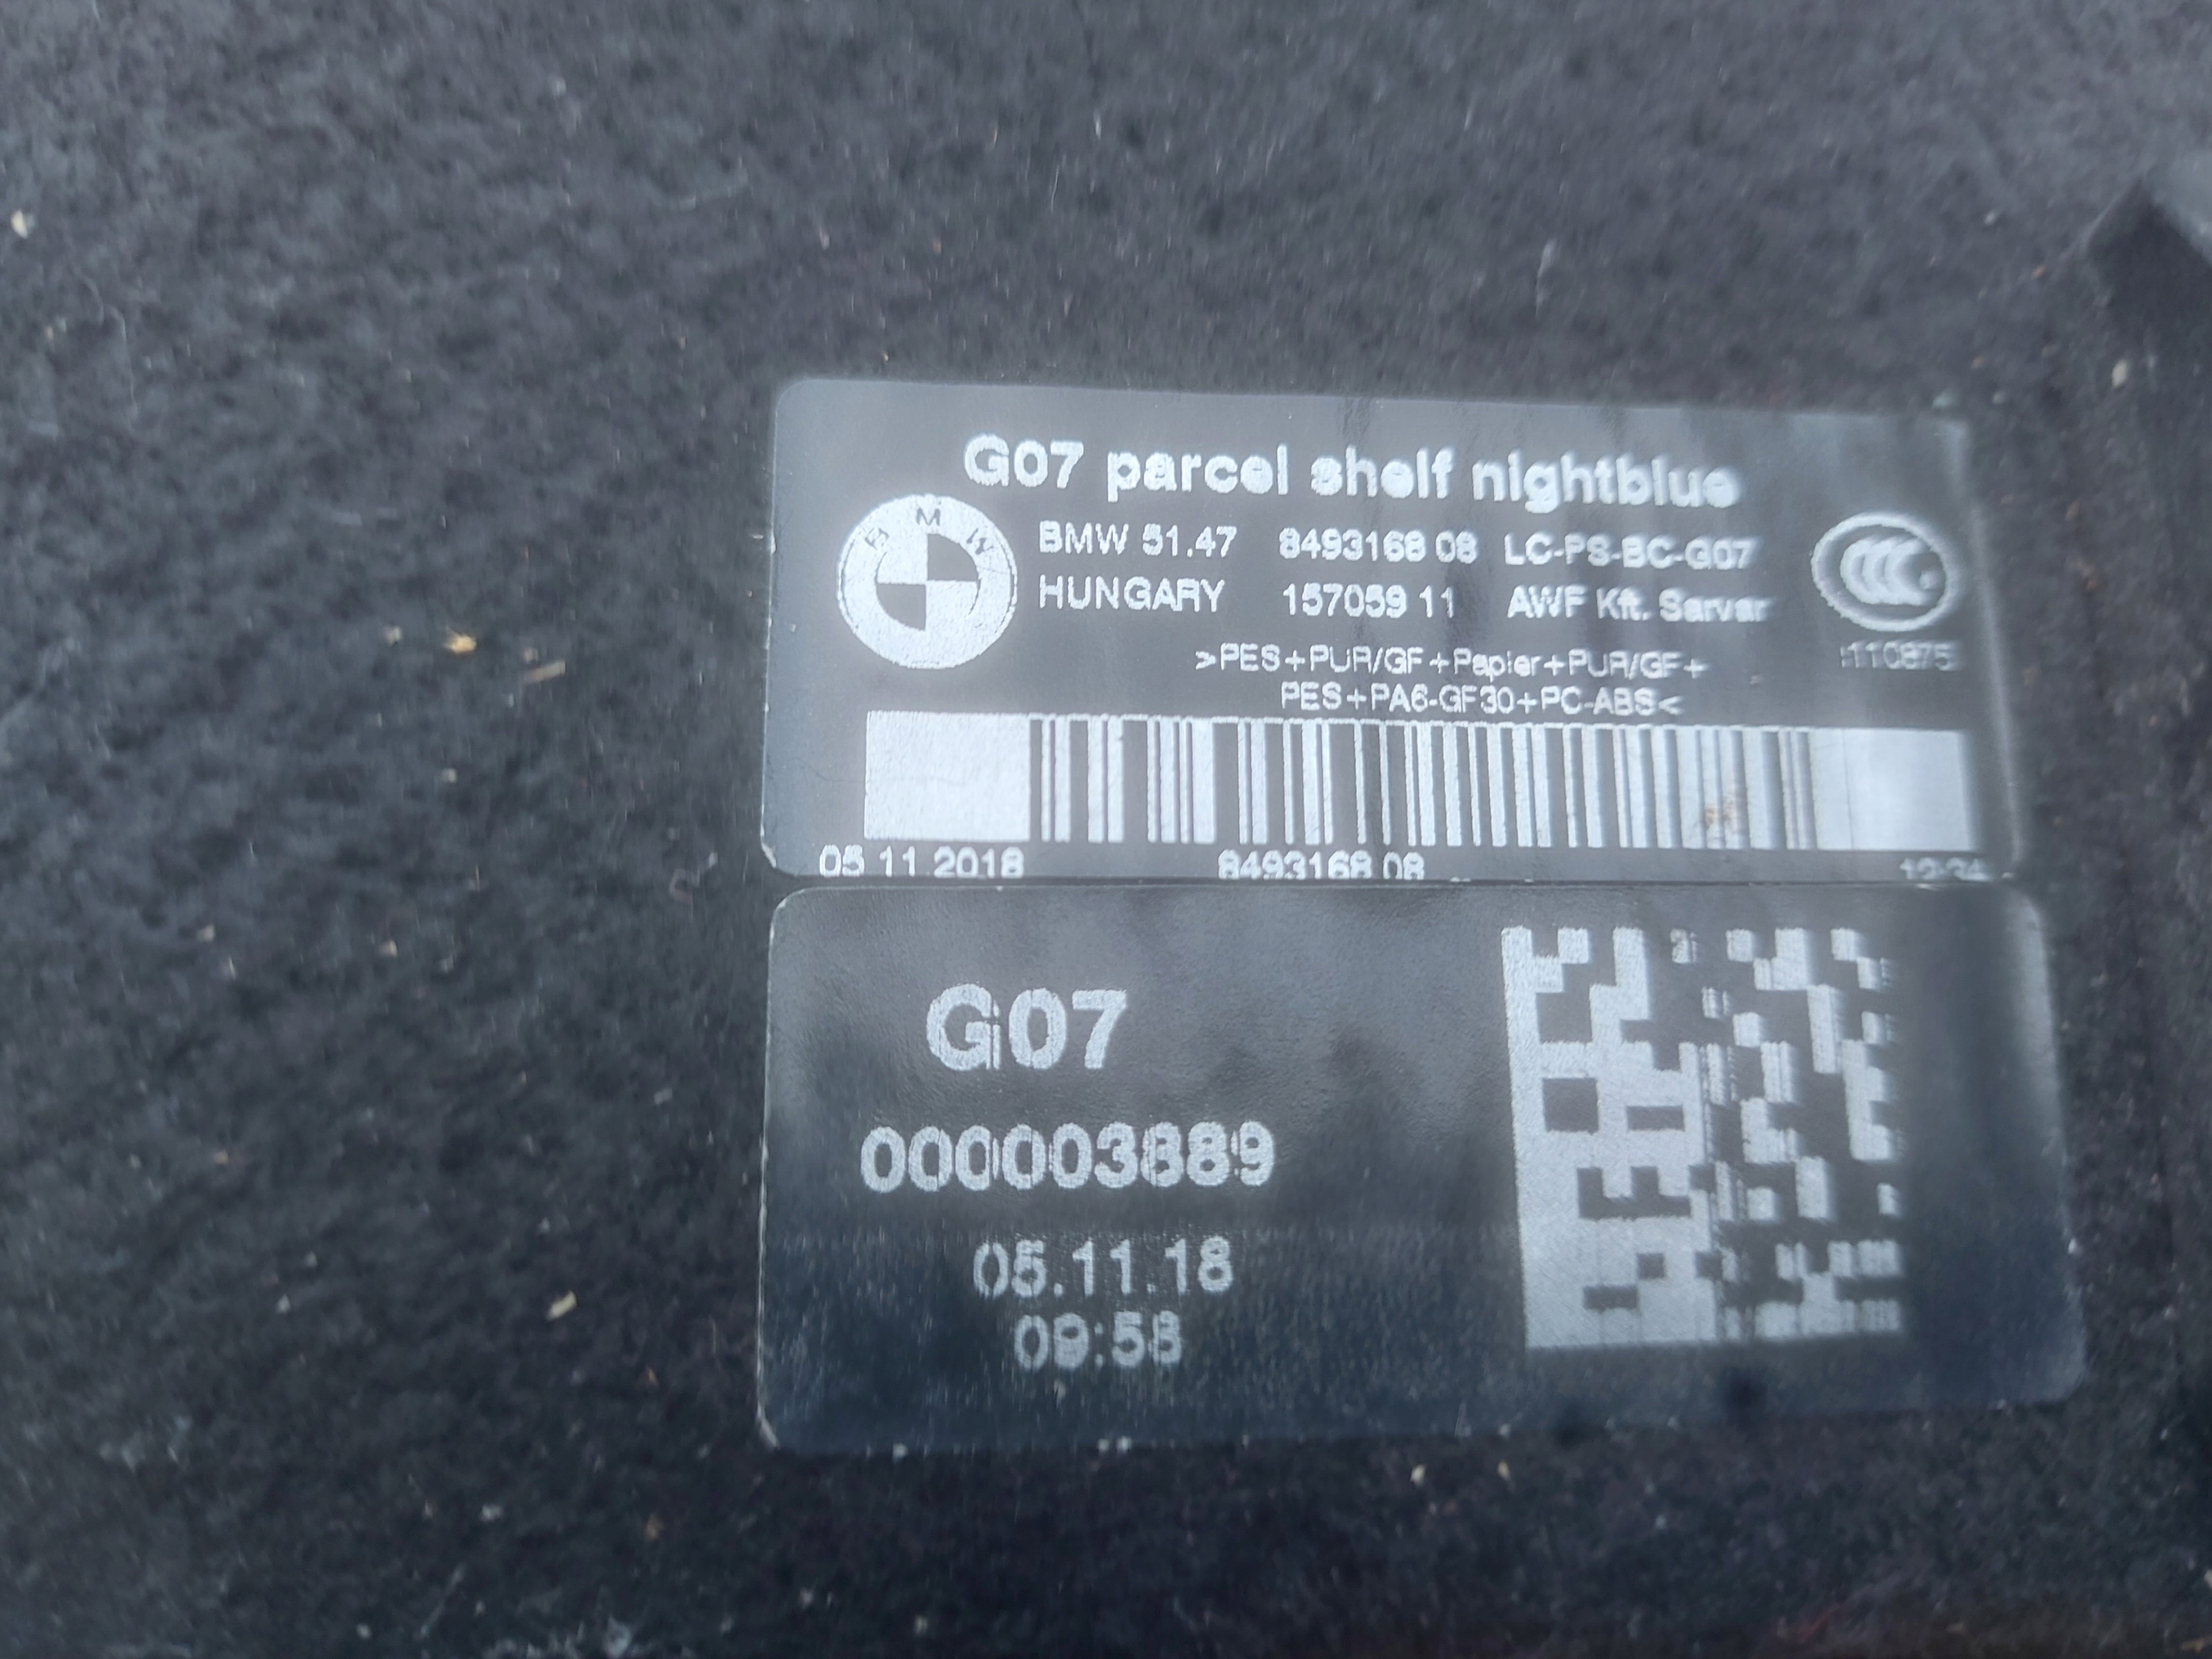 G07 parcel shelf nightblue
B M W
BMW 51.47 8493168 08 LC-PS-BC-G07
HUNGARY 157059 11 AWF Kft. Sarvar
>PES+PUR/GF+Papier+PUR/GF+
PES+PA6-GF30+PC-ABS<
05 11 2018 8493168 08
G07
0000003889
05.11.18
09:58